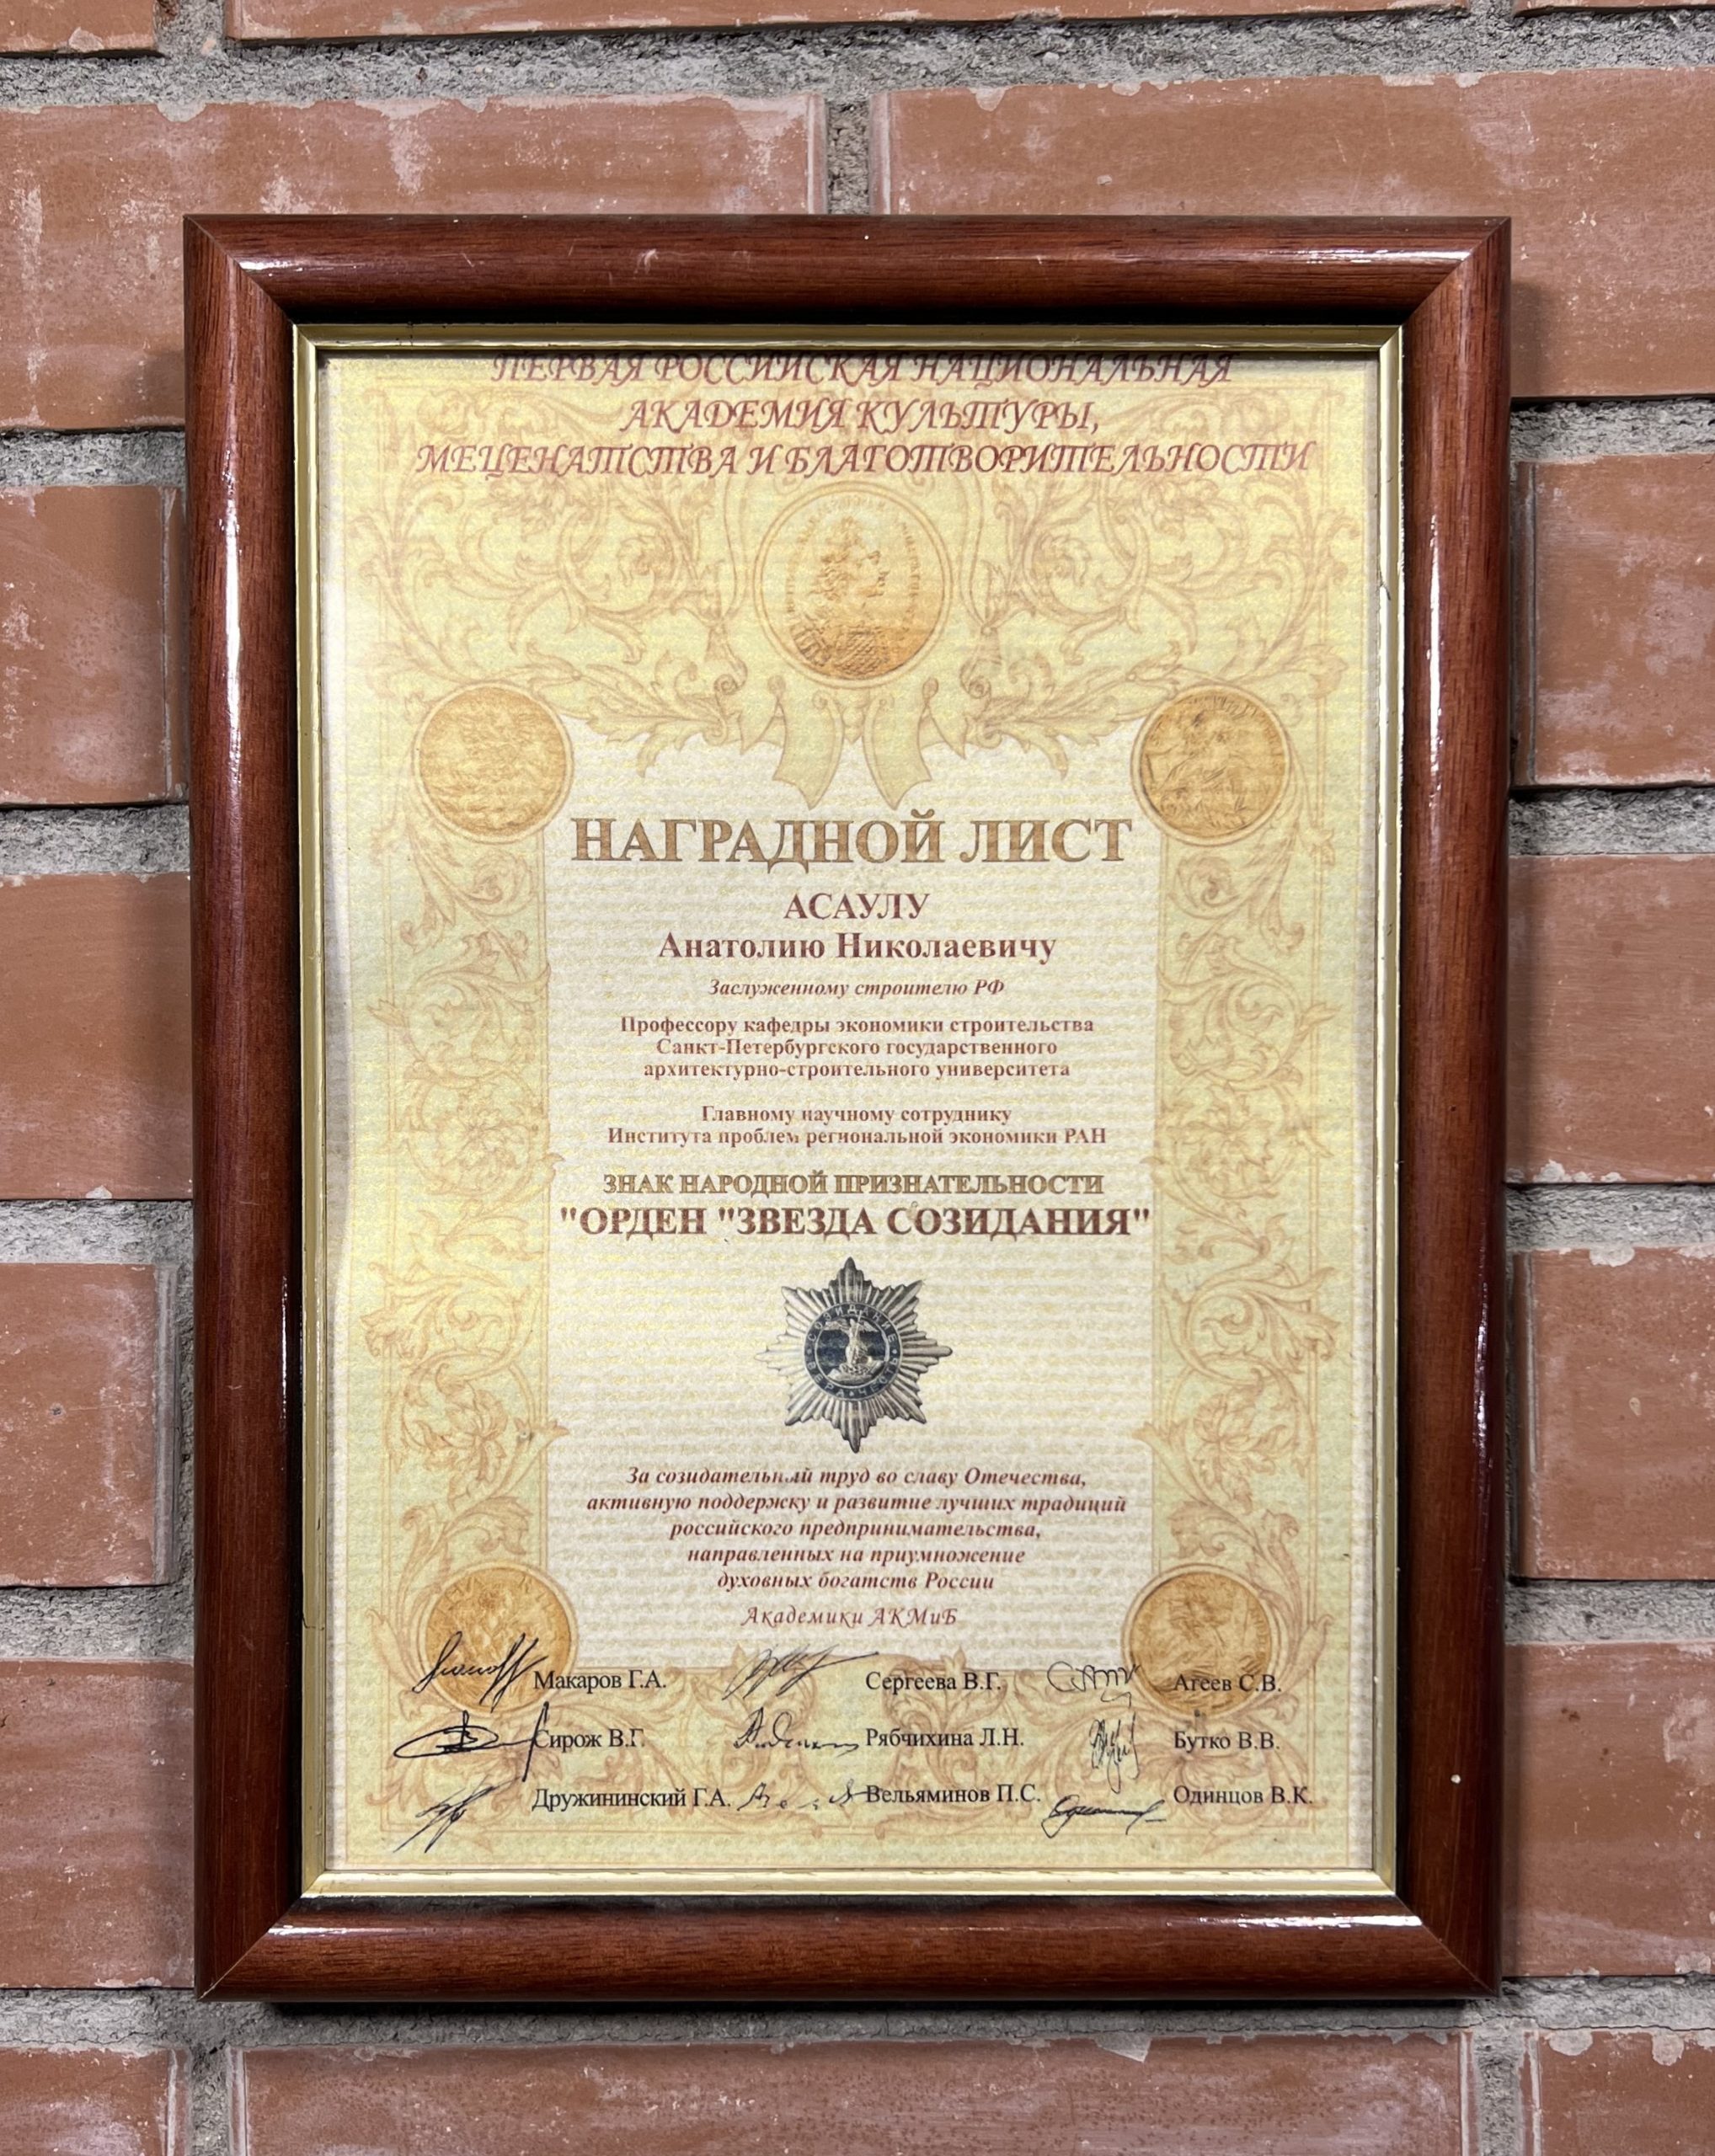 ПЕРВАЯ РОССИЙСКАЯ НАЦИОНАЛЬНАЯ
АКАДЕМИЯ КУЛЬТУРЫ,
МЕЦЕНАТСТВА И БЛАГОТВОРИТЕЛЬНОСТИ
НАГРАДНОЙ ЛИСТ
АСАУЛУ
Анатолию Николаевичу
Заслуженному строителю РФ
Профессору кафедры экономики строительства
Санкт-Петербургского государственного
архитектурно-строительного университета
Главному научному сотруднику
Института проблем региональной экономики РАН
ЗНАК НАРОДНОЙ ПРИЗНАТЕЛЬНОСТИ
"ОРДЕН "ЗВЕЗДА СОЗИДАНИЯ"
СОЗИДАНИЕ
ВЕРА • ЧЕСТЬ
За созидательный труд во славу Отечества,
активную поддержку и развитие лучших традиций
российского предпринимательства,
направленных на приумножение
духовных богатств России
Академики АКМиБ
Макаров Г.А. Сергеева В.Г. Агеев С.В.
Сирож В.Г. Рябчихина Л.Н. Бутко В.В.
Дружининский Г.А. Вельяминов П.С. Одинцов В.К.